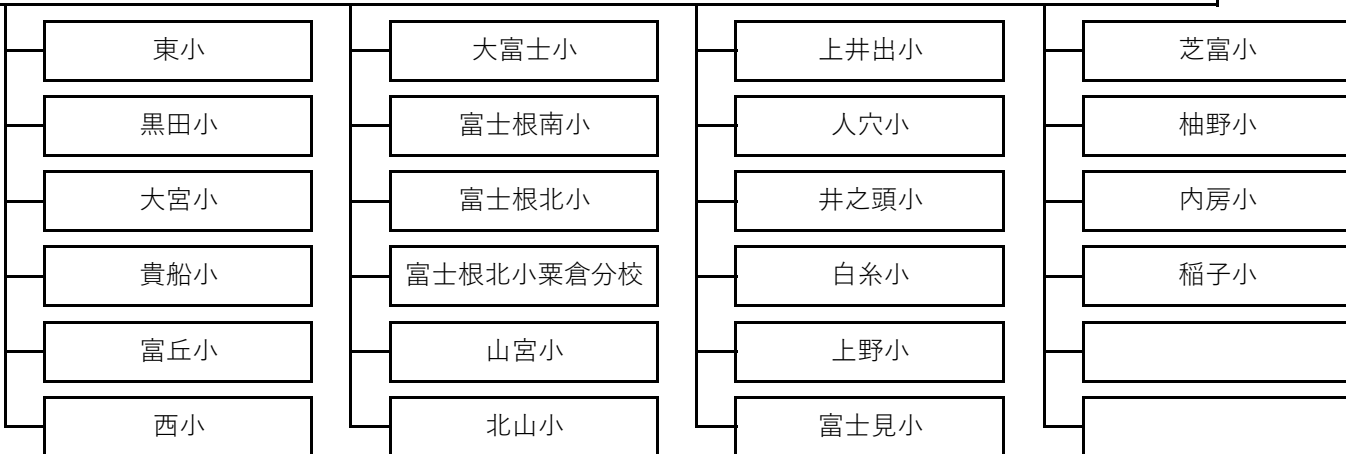 東小
黒田小
大宮小
貴船小
富丘小
西小
大富士小
富士根南小
富士根北小
富士根北小粟倉分校
山宮小
北山小
上井出小
人穴小
井之頭小
白糸小
上野小
富士見小
芝富小
柚野小
内房小
稲子小